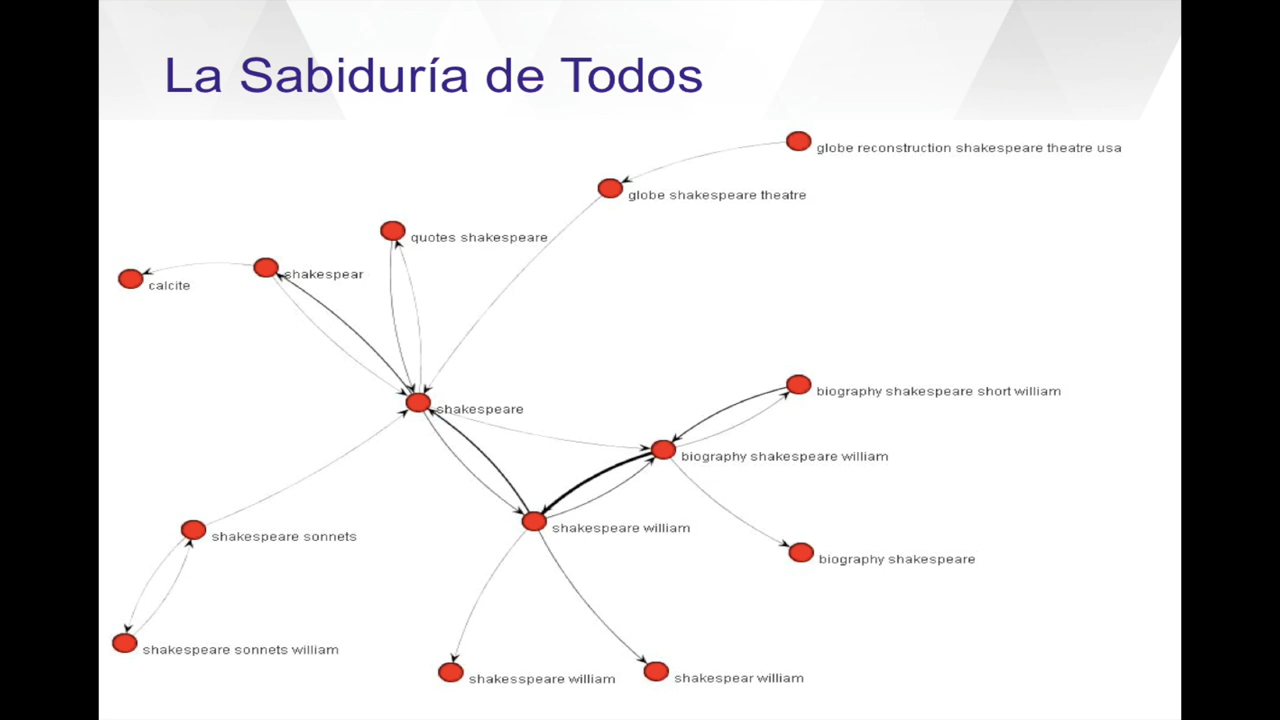 La Sabiduría de Todos
globe reconstruction shakespeare theatre usa
globe shakespeare theatre
quotes shakespeare
shakespear
calcite
biography shakespeare short william
shakespeare
biography shakespeare william
shakespeare william
shakespeare sonnets
biography shakespeare
shakespeare sonnets william
shakesspeare william
shakespear william